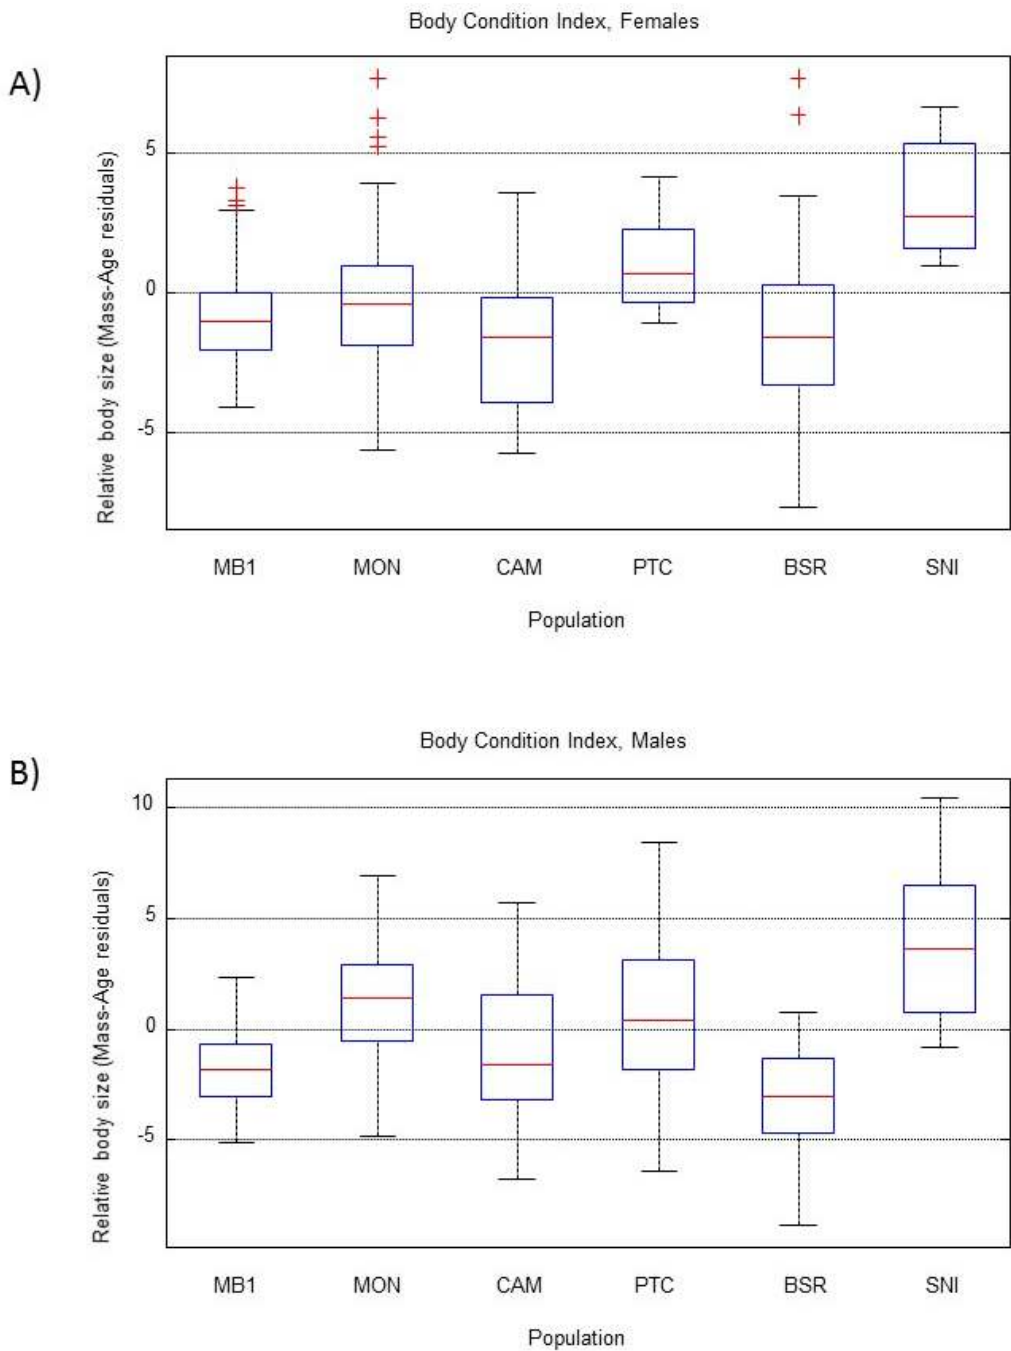 Body Condition Index, Females
A)
Relative body size (Mass-Age residuals)
5
0
-5
MB1 MON CAM PTC BSR SNI
Population
Body Condition Index, Males
B)
Relative body size (Mass-Age residuals)
10
5
0
-5
MB1 MON CAM PTC BSR SNI
Population